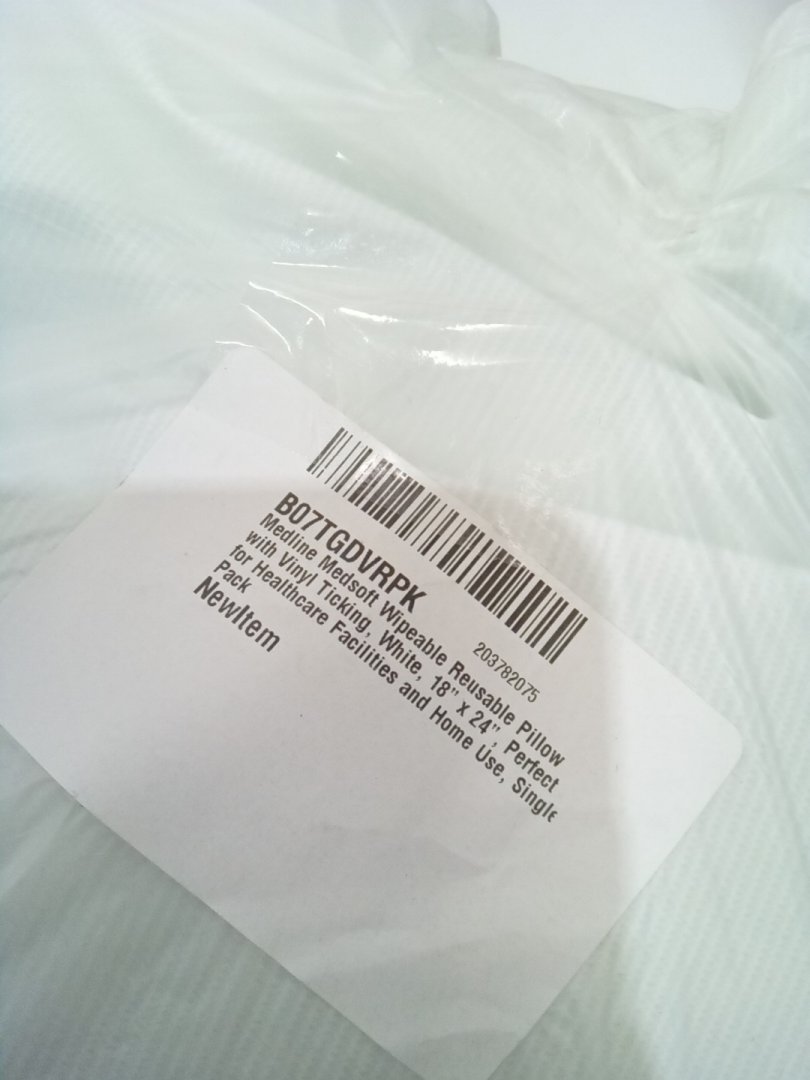 B07TGDVRPK
203782075
Medline Medsoft Wipeable Reusable Pillow
with Vinyl Ticking, White, 18" x 24", Perfect
for Healthcare Facilities and Home Use, Single
Pack
NewItem